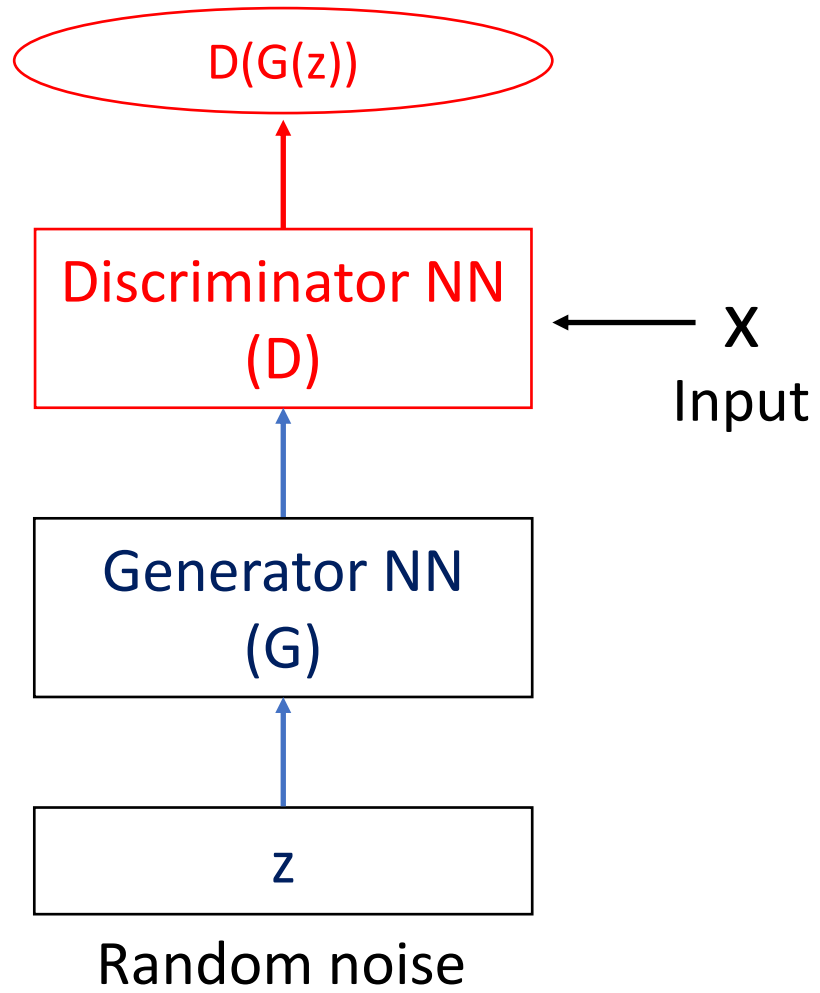 D(G(z))
Discriminator NN
(D)
x
Input
Generator NN
(G)
z
Random noise